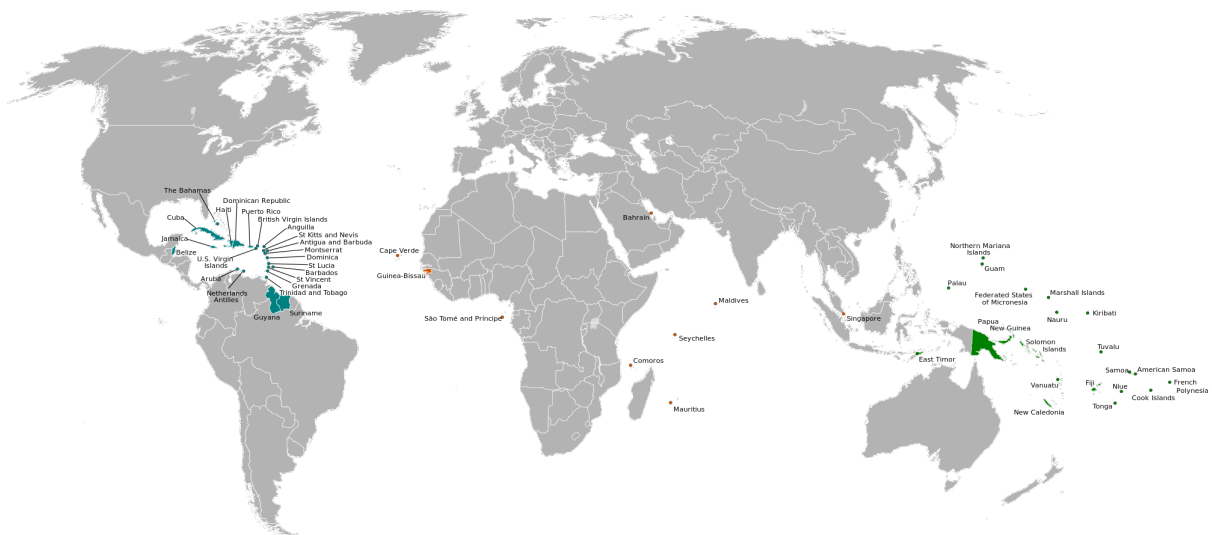 The Bahamas
Dominican Republic
Haiti
Puerto Rico
Cuba
British Virgin Islands
Anguilla
St Kitts and Nevis
Jamaica
Antigua and Barbuda
Montserrat
Belize
Dominica
U.S. Virgin
Islands
St Lucia
Barbados
Aruba
St Vincent
Grenada
Netherlands
Antilles
Trinidad and Tobago
Guyana
Suriname
Cape Verde
Guinea-Bissau
São Tomé and Príncipe
Bahrain
Maldives
Seychelles
Comoros
Mauritius
Singapore
Northern Mariana
Islands
Guam
Palau
Federated States
of Micronesia
Marshall Islands
Nauru
Kiribati
Papua
New Guinea
Solomon
Islands
East Timor
Tuvalu
Samoa
American Samoa
Vanuatu
Fiji
Niue
French
Polynesia
Cook Islands
New Caledonia
Tonga